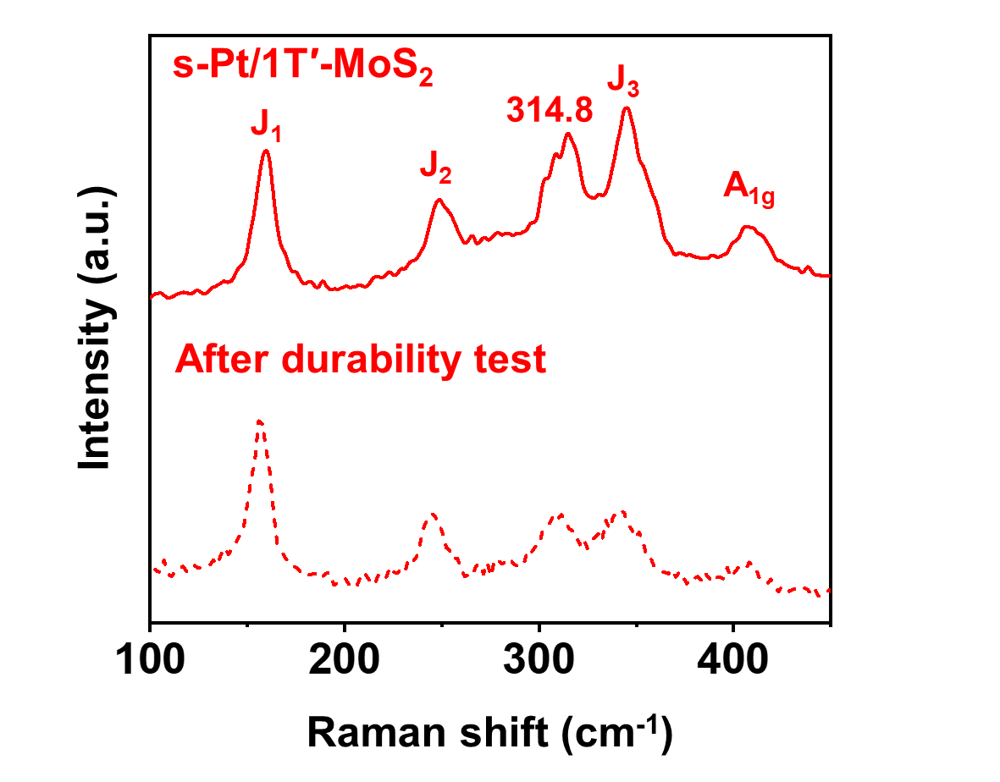 s-Pt/1T′-MoS₂
J₁
J₂
314.8
J₃
A₁g
After durability test
Intensity (a.u.)
100 200 300 400
Raman shift (cm⁻¹)